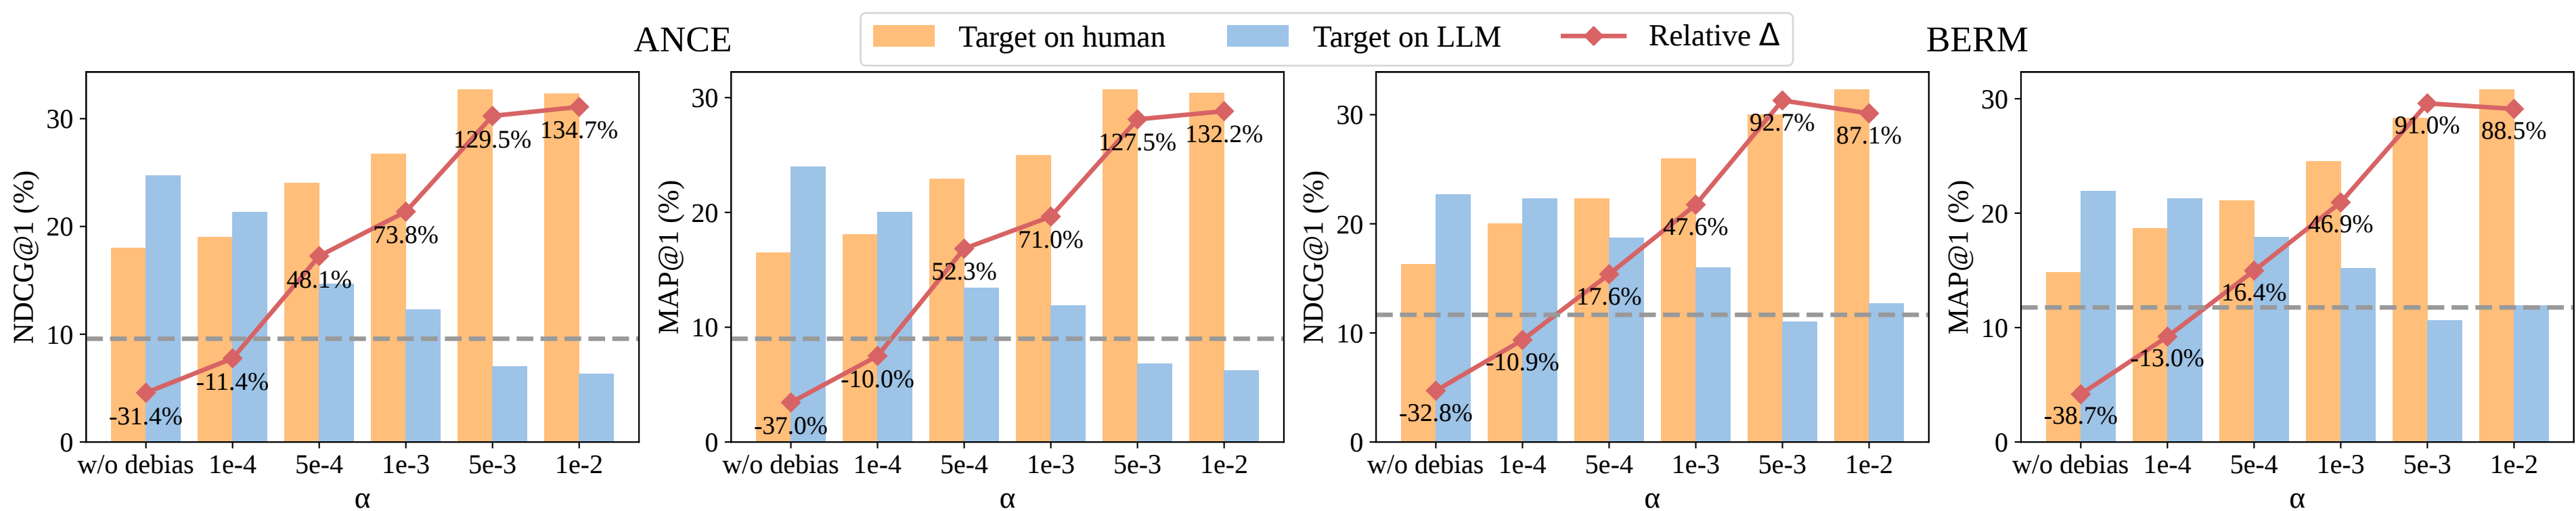 ANCE
Target on human
Target on LLM
Relative Δ
BERM
NDCG@1 (%)
30
20
10
0
-31.4%
-11.4%
48.1%
73.8%
129.5%
134.7%
w/o debias 1e-4 5e-4 1e-3 5e-3 1e-2
α
MAP@1 (%)
30
20
10
0
-37.0%
-10.0%
52.3%
71.0%
127.5%
132.2%
w/o debias 1e-4 5e-4 1e-3 5e-3 1e-2
α
NDCG@1 (%)
30
20
10
0
-32.8%
-10.9%
17.6%
47.6%
92.7%
87.1%
w/o debias 1e-4 5e-4 1e-3 5e-3 1e-2
α
MAP@1 (%)
30
20
10
0
-38.7%
-13.0%
16.4%
46.9%
91.0%
88.5%
w/o debias 1e-4 5e-4 1e-3 5e-3 1e-2
α